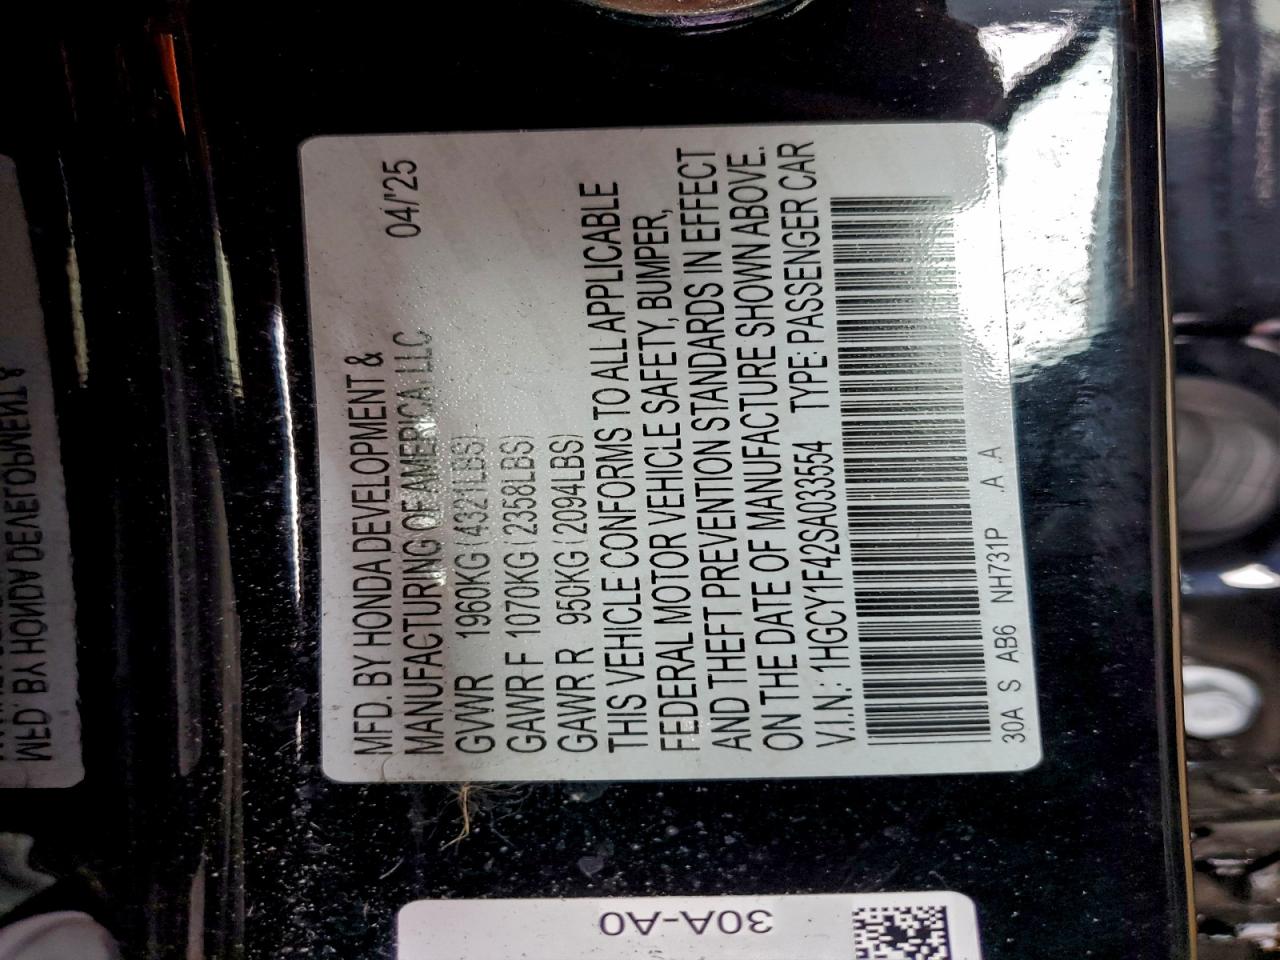 MFD. BY HONDA DEVELOPMENT &
MANUFACTURING OF AMERICA LLC 04/'25
GVWR 1960KG (4321LBS)
GAWR F 1070KG (2358LBS)
GAWR R 950KG (2094LBS)
THIS VEHICLE CONFORMS TO ALL APPLICABLE
FEDERAL MOTOR VEHICLE SAFETY, BUMPER,
AND THEFT PREVENTION STANDARDS IN EFFECT
ON THE DATE OF MANUFACTURE SHOWN ABOVE.
V.I.N.: 1HGCY1F42SA033554 TYPE: PASSENGER CAR
30A S AB6 NH731P A A
30A-A0
MFD. BY HONDA DEVELOPMENT &